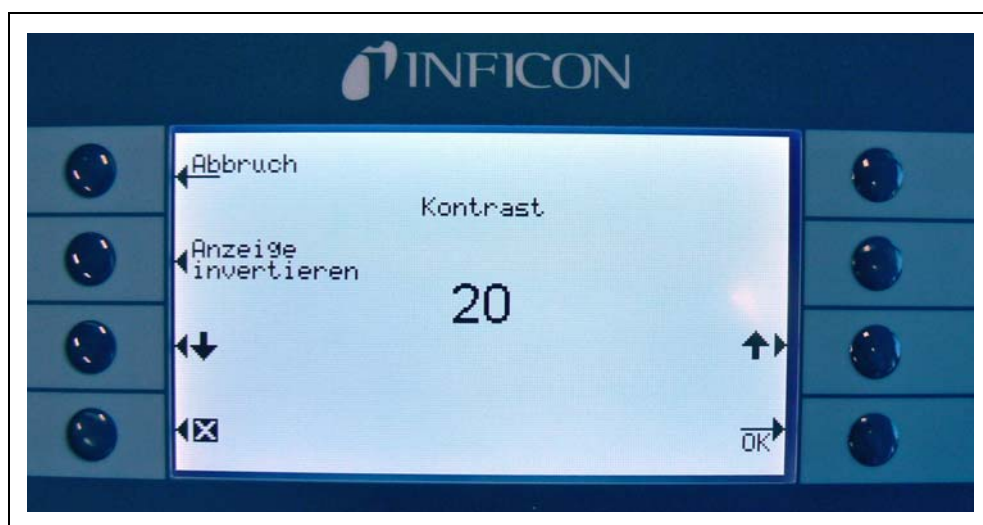 INFICON
Abbruch
Kontrast
Anzeige
invertieren
20
OK